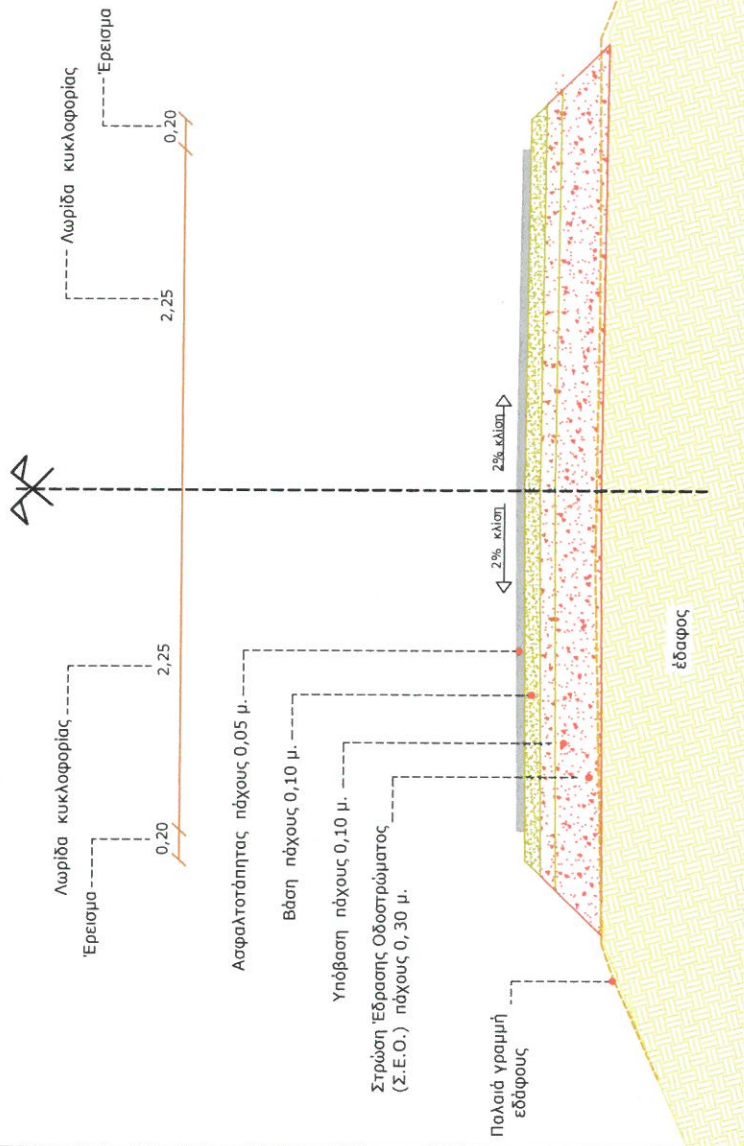 Έρεισμα
Λωρίδα κυκλοφορίας
Λωρίδα κυκλοφορίας
Έρεισμα
0,20
2,25
2,25
0,20
Ασφαλτοτάπητας πάχους 0,05 μ.
Βάση πάχους 0,10 μ.
Υπόβαση πάχους 0,10 μ.
Στρώση Έδρασης Οδοστρώματος
(Σ.Ε.Ο.) πάχους 0,30 μ.
2% κλίση
2% κλίση
Παλαιά γραμμή
εδάφους
έδαφος